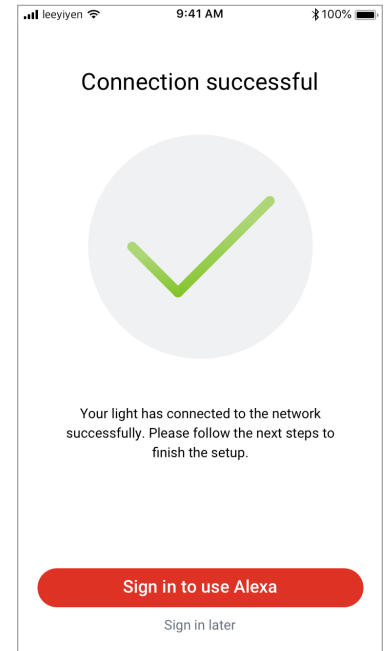 leeyiyen 9:41 AM 100%
Connection successful
Your light has connected to the network
successfully. Please follow the next steps to
finish the setup.
Sign in to use Alexa
Sign in later